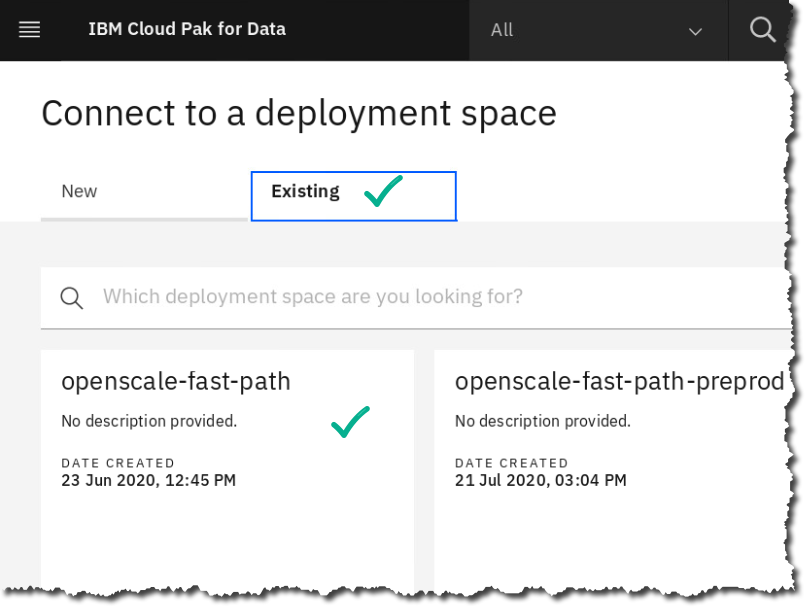 IBM Cloud Pak for Data
All
Connect to a deployment space
New
Existing
Which deployment space are you looking for?
openscale-fast-path
No description provided.
DATE CREATED
23 Jun 2020, 12:45 PM
openscale-fast-path-preprod
No description provided.
DATE CREATED
21 Jul 2020, 03:04 PM